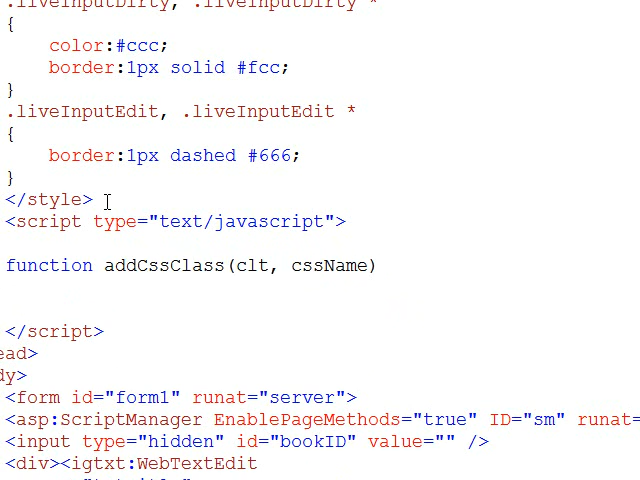 .liveInputDirty, .liveInputDirty *
{
color:#ccc;
border:1px solid #fcc;
}
.liveInputEdit, .liveInputEdit *
{
border:1px dashed #666;
}
</style>
<script type="text/javascript">
function addCssClass(clt, cssName)
</script>
ead>
dy>
<form id="form1" runat="server">
<asp:ScriptManager EnablePageMethods="true" ID="sm" runat=
<input type="hidden" id="bookID" value="" />
<div><igtxt:WebTextEdit